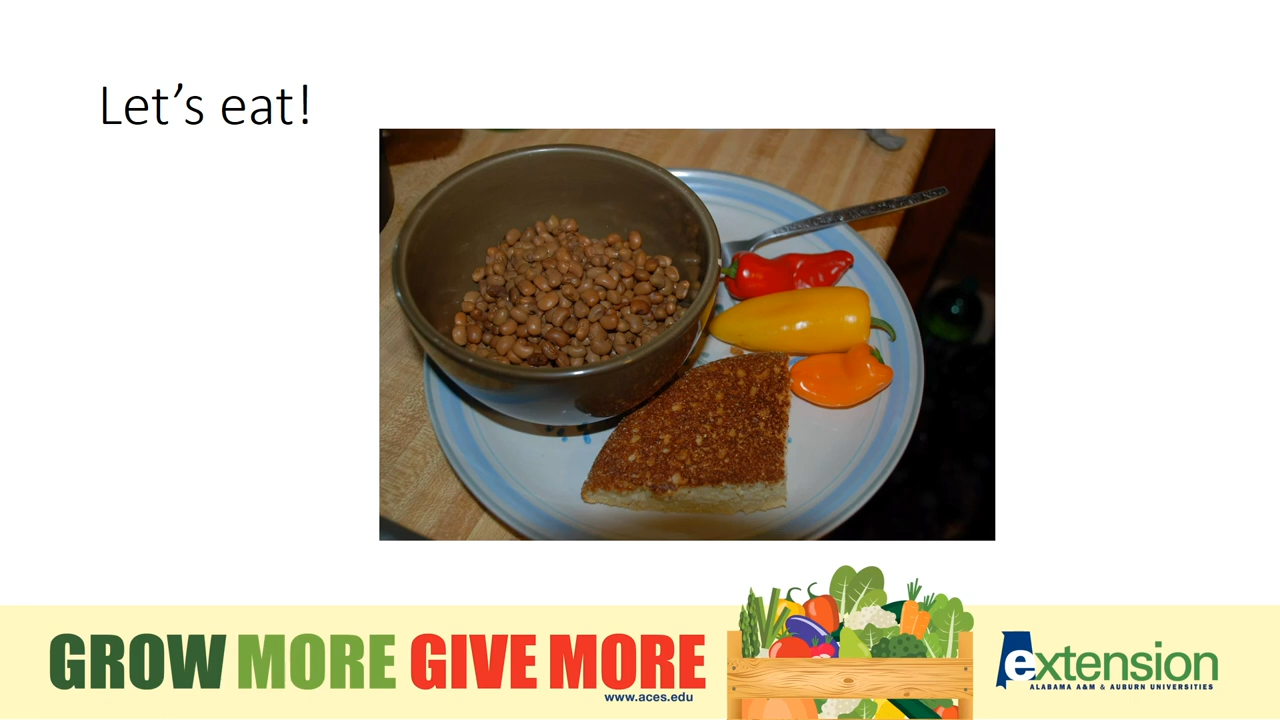 Let's eat!
GROW MORE GIVE MORE
www.aces.edu
extension
ALABAMA A&M & AUBURN UNIVERSITIES